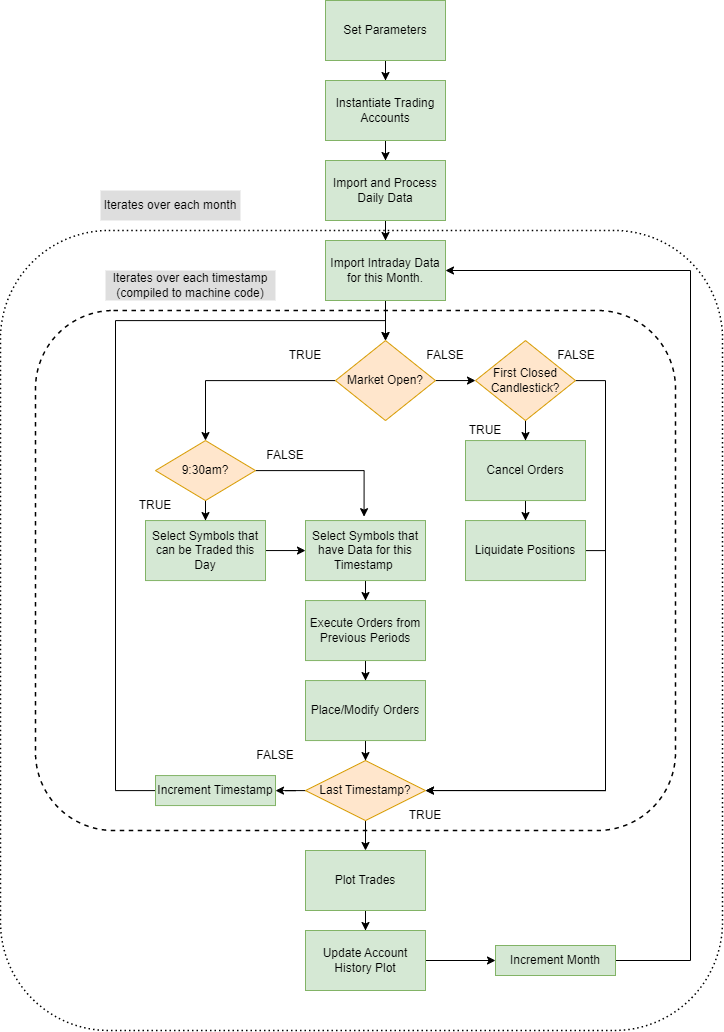 Set Parameters
Instantiate Trading
Accounts
Import and Process
Daily Data
Iterates over each month
Import Intraday Data
for this Month.
Iterates over each timestamp
(compiled to machine code)
TRUE
Market Open?
FALSE
First Closed
Candlestick?
FALSE
TRUE
9:30am?
FALSE
Cancel Orders
TRUE
Select Symbols that
can be Traded this
Day
Select Symbols that
have Data for this
Timestamp
Liquidate Positions
Execute Orders from
Previous Periods
Place/Modify Orders
FALSE
Increment Timestamp
Last Timestamp?
TRUE
Plot Trades
Update Account
History Plot
Increment Month